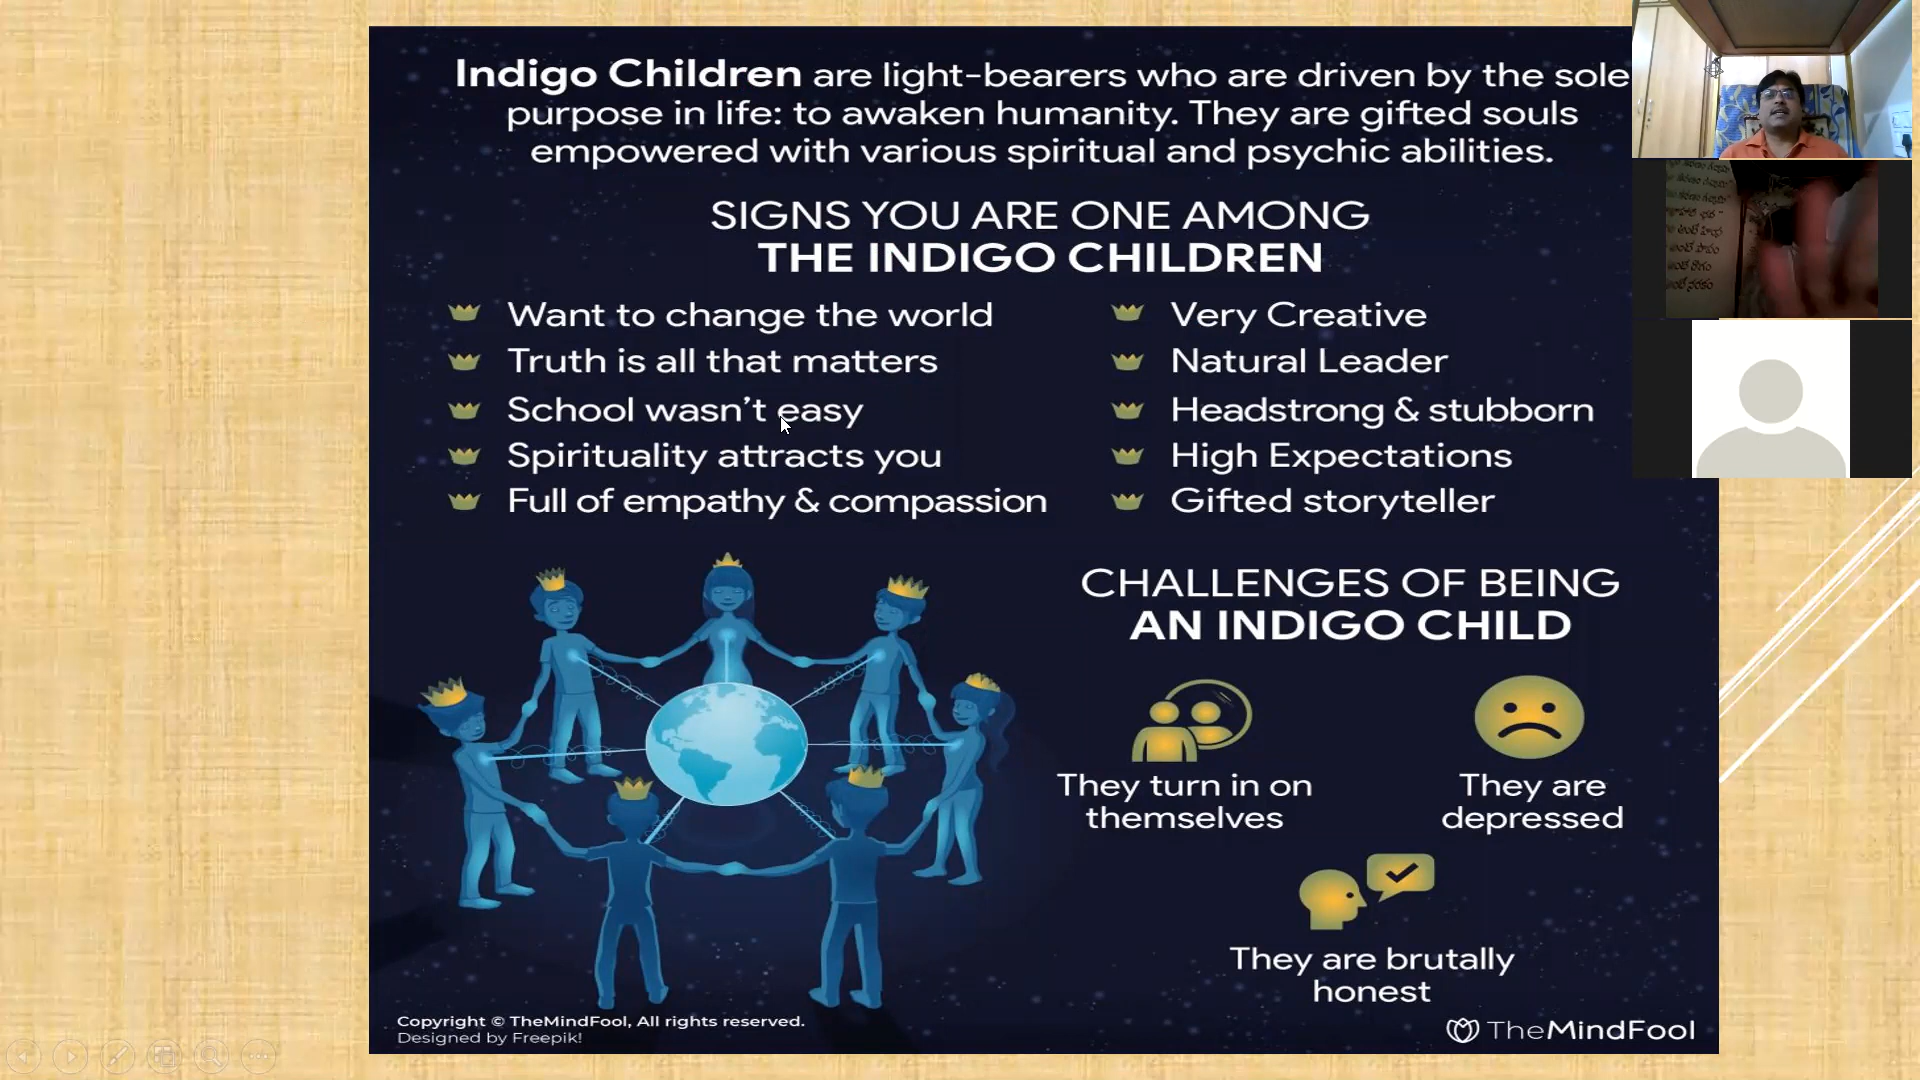 Indigo Children are light-bearers who are driven by the sole
purpose in life: to awaken humanity. They are gifted souls
empowered with various spiritual and psychic abilities.
SIGNS YOU ARE ONE AMONG
THE INDIGO CHILDREN
Want to change the world
Truth is all that matters
School wasn't easy
Spirituality attracts you
Full of empathy & compassion
Very Creative
Natural Leader
Headstrong & stubborn
High Expectations
Gifted storyteller
CHALLENGES OF BEING
AN INDIGO CHILD
They turn in on
themselves
They are
depressed
They are brutally
honest
Copyright © TheMindFool, All rights reserved.
Designed by Freepik!
TheMindFool